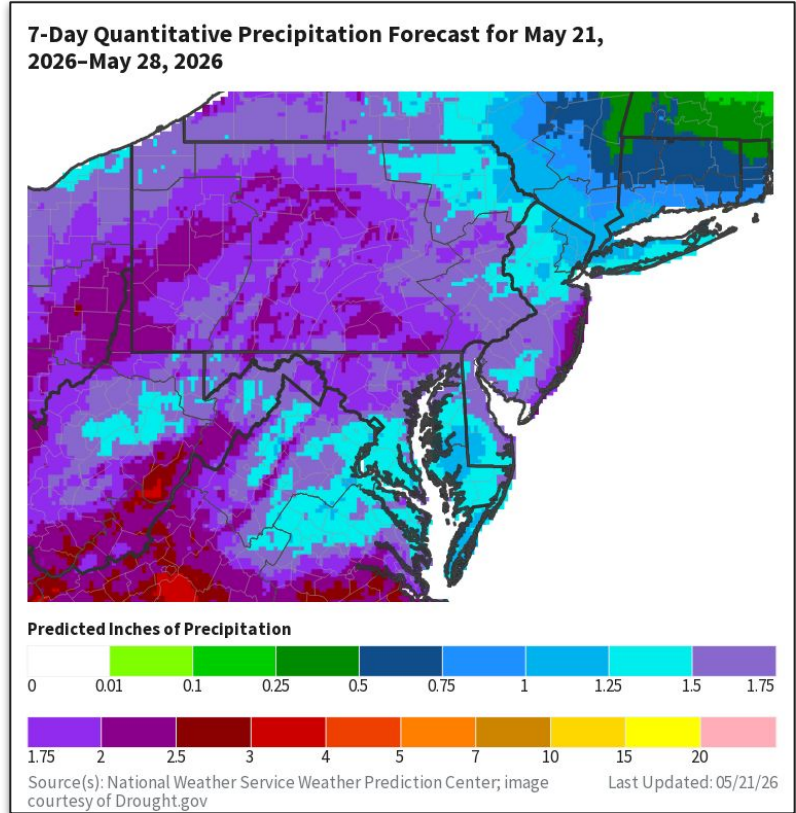 7-Day Quantitative Precipitation Forecast for May 21,
2026–May 28, 2026
Predicted Inches of Precipitation
0 0.01 0.1 0.25 0.5 0.75 1 1.25 1.5 1.75
1.75 2 2.5 3 4 5 7 10 15 20
Source(s): National Weather Service Weather Prediction Center; image Last Updated: 05/21/26
courtesy of Drought.gov